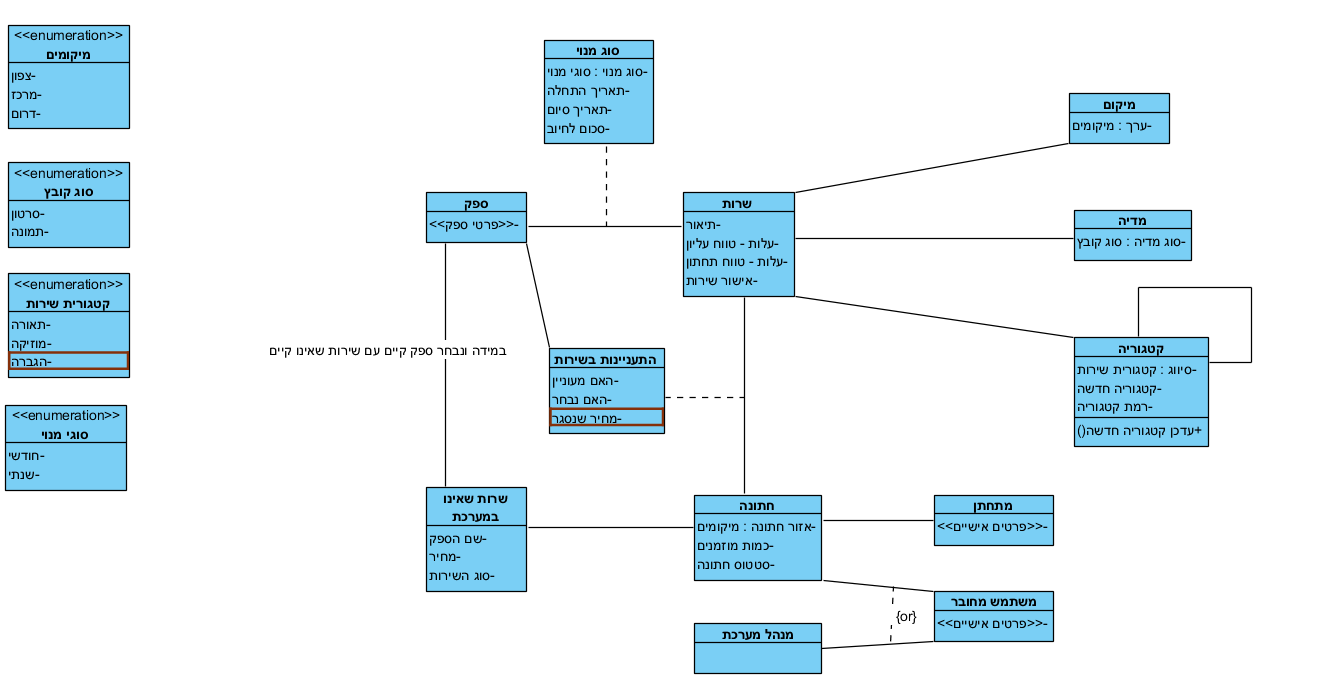 <<enumeration>>
מיקומים
-צפון
-מרכז
-דרום
<<enumeration>>
סוג קובץ
-סרטון
-תמונה
<<enumeration>>
קטגורית שירות
-תאורה
-מוזיקה
-הגברה
<<enumeration>>
סוגי מנוי
-חודשי
-שנתי
סוג מנוי
-סוג מנוי : סוגי מנוי
-תאריך התחלה
-תאריך סיום
-סכום לחיוב
ספק
-<<פרטי ספק>>
שרות
-תיאור
-עלות - טווח עליון
-עלות - טווח תחתון
-אישור שירות
מיקום
-ערך : מיקומים
מדיה
-סוג מדיה : סוג קובץ
קטגוריה
-סיווג : קטגורית שירות
-קטגוריה חדשה
-רמת קטגוריה
+עדכן קטגוריה חדשה()
במידה ונבחר ספק קיים עם שירות שאינו קיים
התעניינות בשירות
-האם מעוניין
-האם נבחר
-מחיר שנסגר
שרות שאינו
במערכת
-שם הספק
-מחיר
-סוג השירות
חתונה
-אזור חתונה : מיקומים
-כמות מוזמנים
-סטטוס חתונה
מתחתן
-<<פרטים אישיים>>
משתמש מחובר
-<<פרטים אישיים>>
{or}
מנהל מערכת